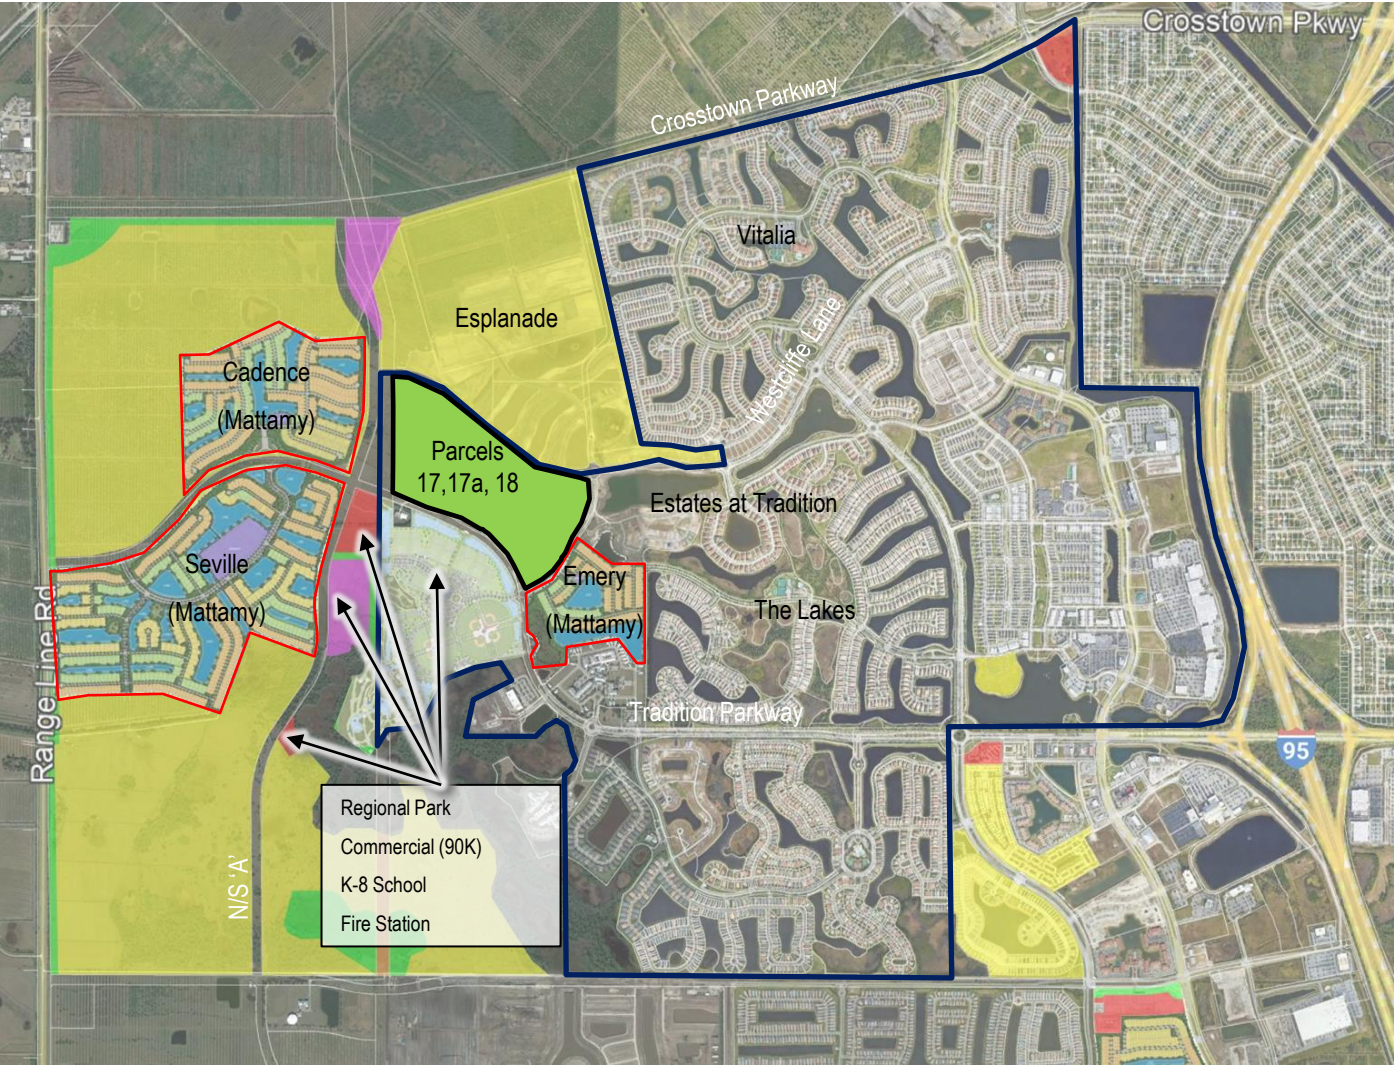 Crosstown Pkwy
Crosstown Parkway
Vitalia
Esplanade
Westcliffe Lane
Cadence
(Mattamy)
Parcels
17,17a, 18
Estates at Tradition
Seville
(Mattamy)
Emery
(Mattamy)
The Lakes
Range Line Rd
Tradition Parkway
95
Regional Park
Commercial (90K)
K-8 School
Fire Station
N/S 'A'